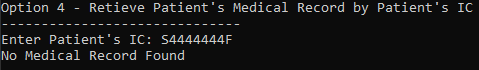 Option 4 - Retieve Patient's Medical Record by Patient's IC
------------------------------
Enter Patient's IC: S4444444F
No Medical Record Found